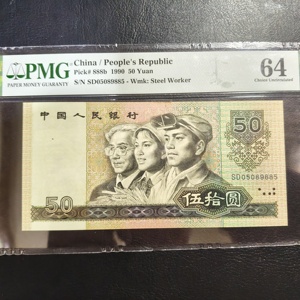 PMG
PAPER MONEY GUARANTY
China / People's Republic
Pick# 888b 1990 50 Yuan
S/N SD05089885 - Wmk: Steel Worker
64
Choice Uncirculated
中国人民银行
50
SD05089885
50
伍拾圆